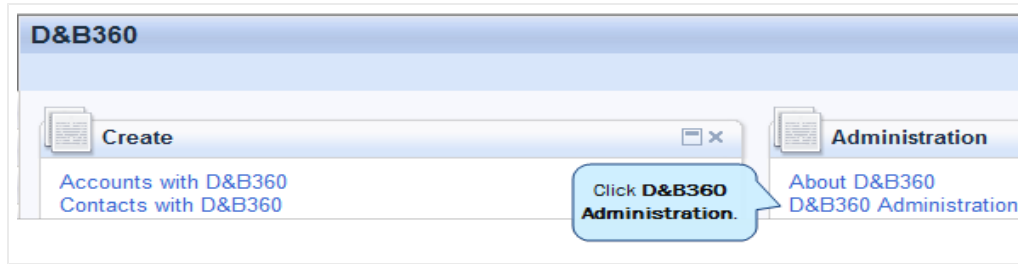 D&B360
Create
Administration
Accounts with D&B360
Contacts with D&B360
Click D&B360
Administration.
About D&B360
D&B360 Administration